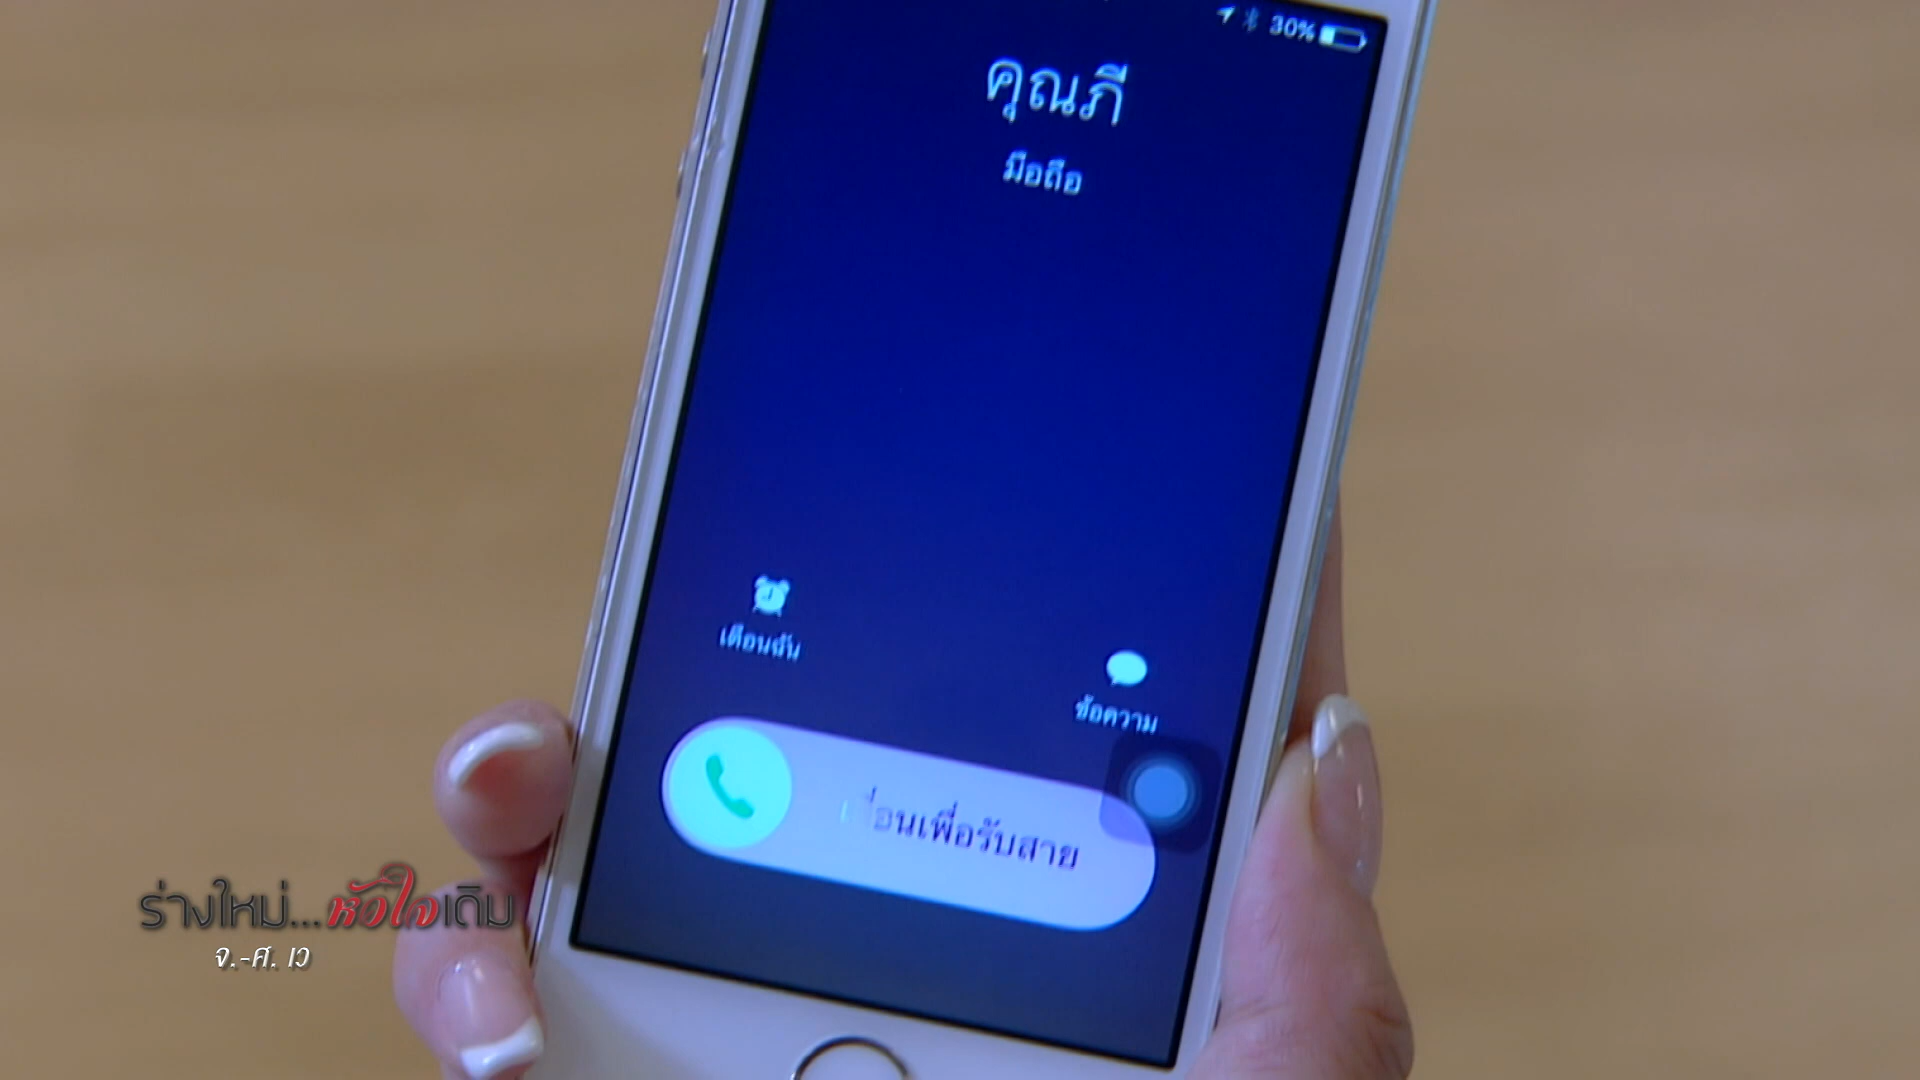 30%
คุณภี
มือถือ
เตือนฉัน
ข้อความ
ื่อนเพื่อรับสาย
ร่างใหม่...หัวใจเดิม
จ.-ศ. เว